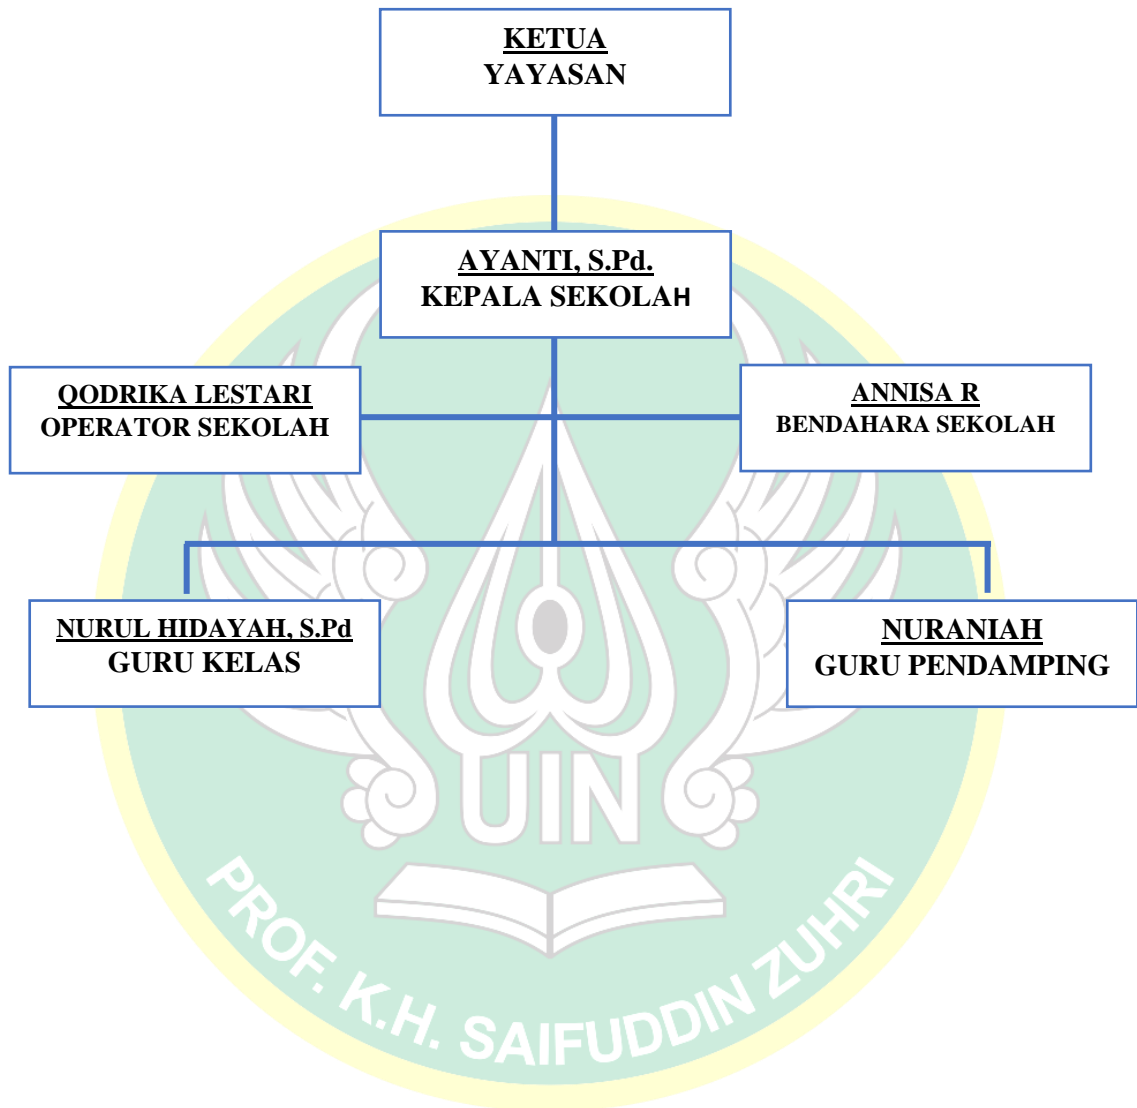 KETUA
YAYASAN
AYANTI, S.Pd.
KEPALA SEKOLAH
QODRIKA LESTARI
OPERATOR SEKOLAH
ANNISA R
BENDAHARA SEKOLAH
NURUL HIDAYAH, S.Pd
GURU KELAS
NURANIAH
GURU PENDAMPING
UIN
PROF. K.H. SAIFUDDIN ZUHRI